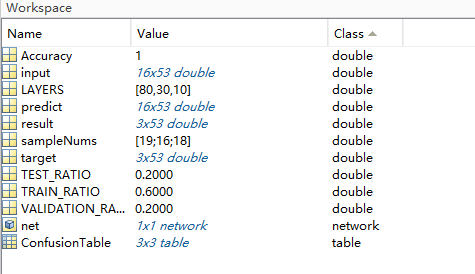 Workspace
Name Value Class
Accuracy 1 double
input 16x53 double double
LAYERS [80,30,10] double
predict 16x53 double double
result 3x53 double double
sampleNums [19;16;18] double
target 3x53 double double
TEST_RATIO 0.2000 double
TRAIN_RATIO 0.6000 double
VALIDATION_RA... 0.2000 double
net 1x1 network network
ConfusionTable 3x3 table table